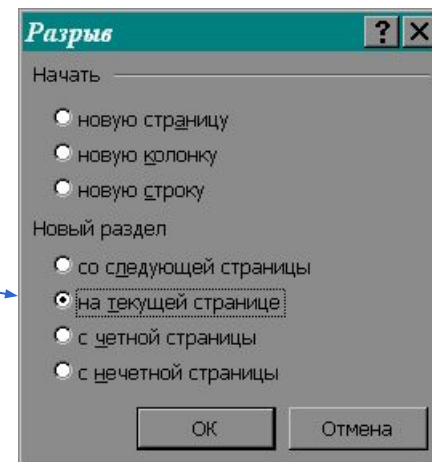 Разрыв
Начать
новую страницу
новую колонку
новую строку
Новый раздел
со следующей страницы
на текущей странице
с четной страницы
с нечетной страницы
ОК Отмена